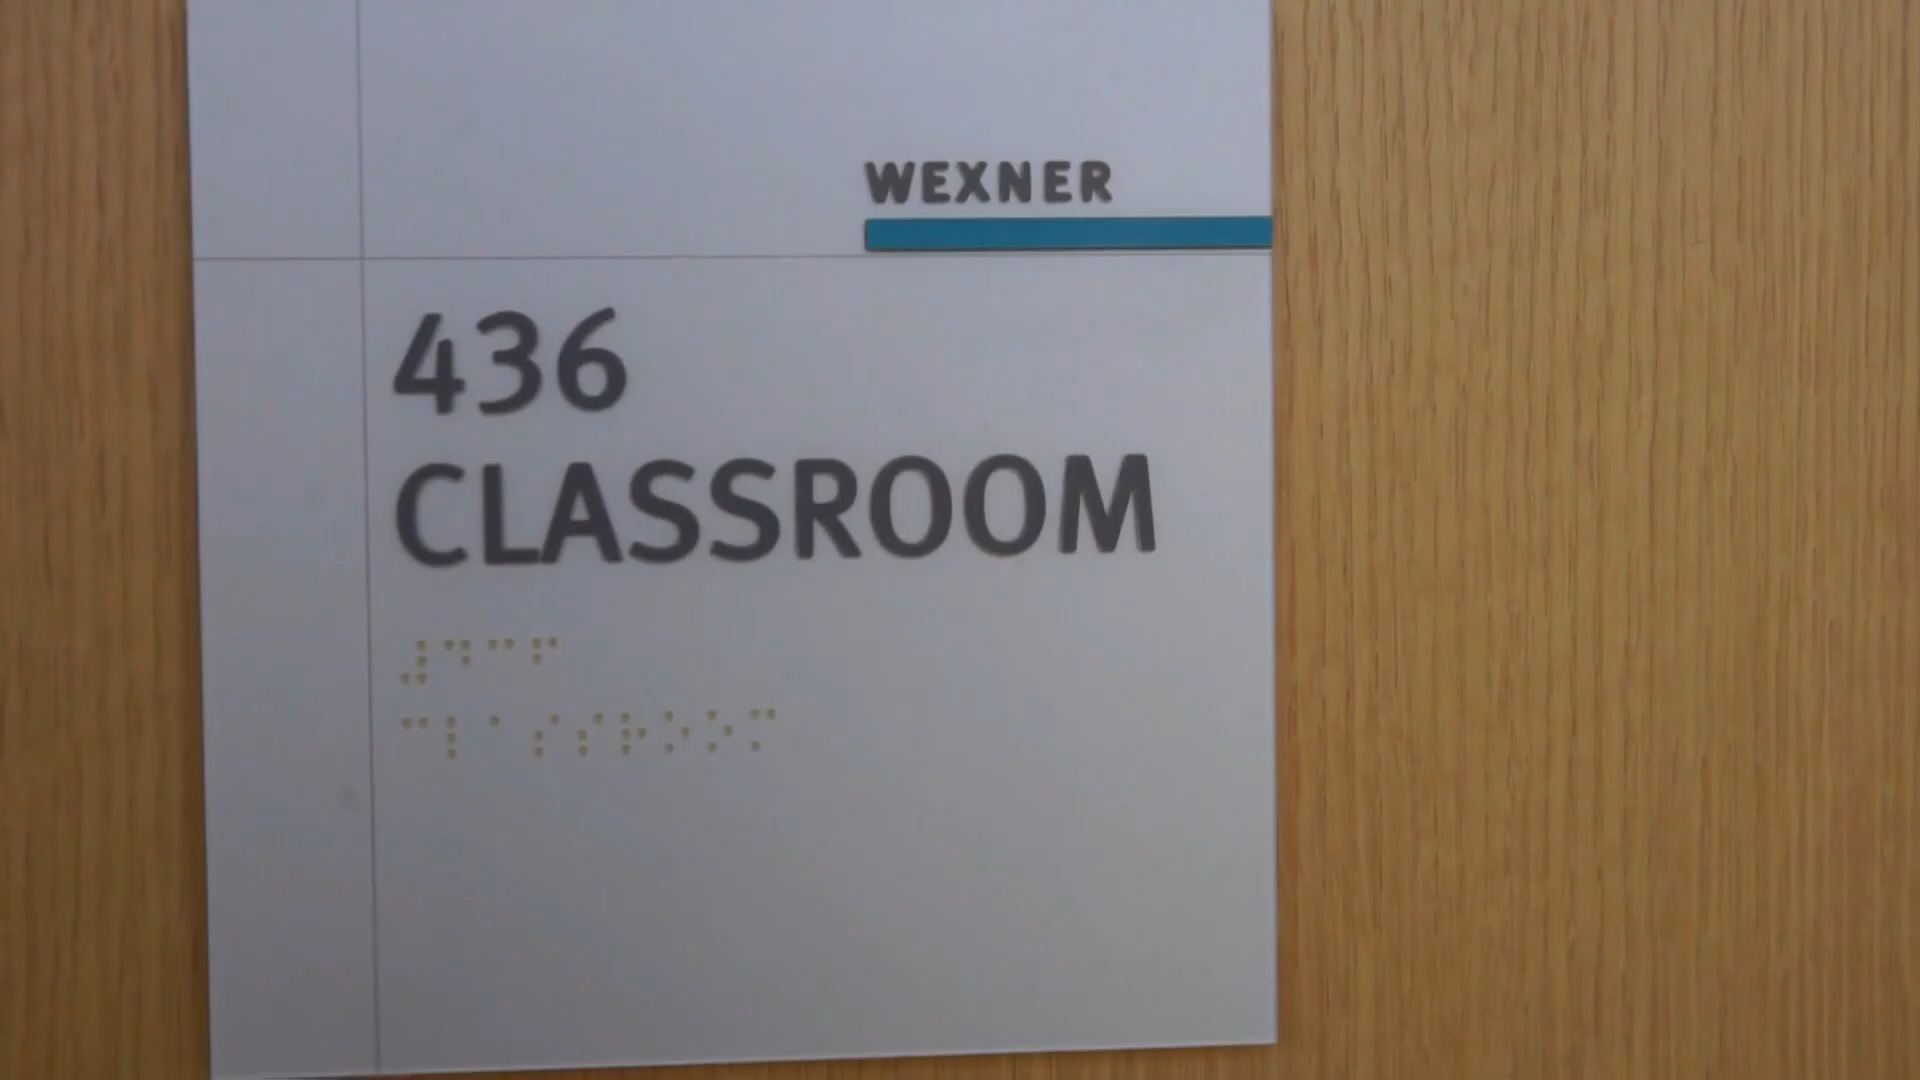 WEXNER
436
CLASSROOM
⠼⠙⠉⠋
⠉⠇⠁⠎⠎⠗⠕⠕⠍